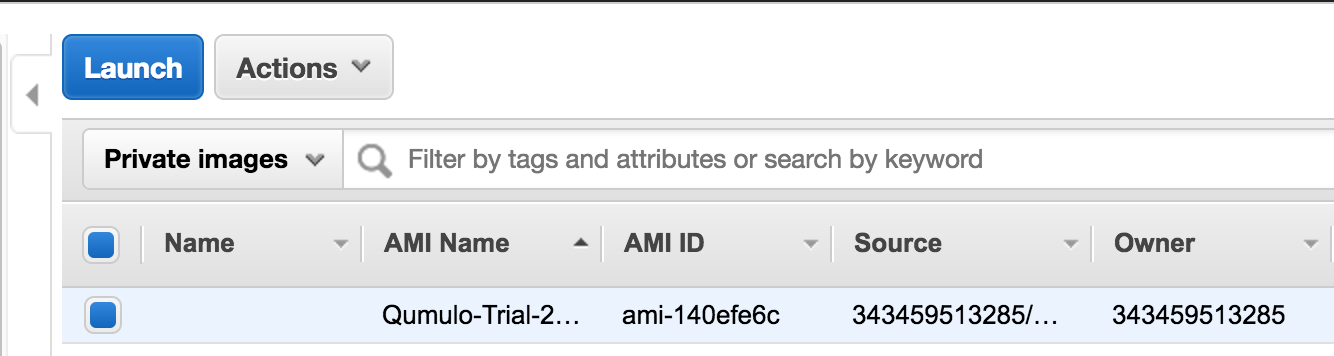 Launch Actions
Private images Filter by tags and attributes or search by keyword
Name AMI Name AMI ID Source Owner
Qumulo-Trial-2... ami-140efe6c 343459513285/... 343459513285